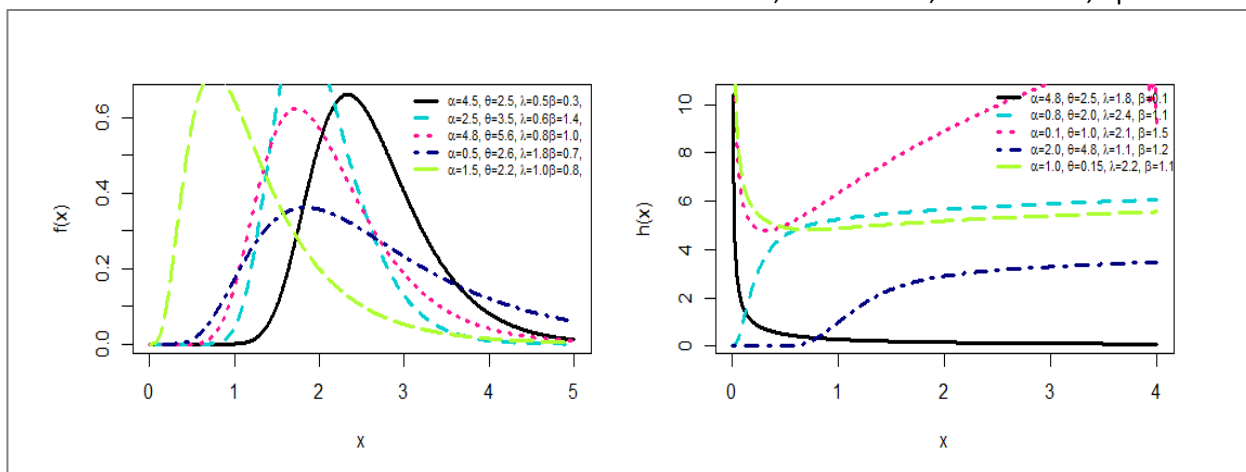 α=4.5, θ=2.5, λ=0.5β=0.3,
α=2.5, θ=3.5, λ=0.6β=1.4,
α=4.8, θ=5.6, λ=0.8β=1.0,
α=0.5, θ=2.6, λ=1.8β=0.7,
α=1.5, θ=2.2, λ=1.0β=0.8,
f(x)
0.0
0.2
0.4
0.6
0 1 2 3 4 5
x
α=4.8, θ=2.5, λ=1.8, β=0.1
α=0.8, θ=2.0, λ=2.4, β=1.1
α=0.1, θ=1.0, λ=2.1, β=1.5
α=2.0, θ=4.8, λ=1.1, β=1.2
α=1.0, θ=0.15, λ=2.2, β=1.1
h(x)
10
8
6
4
2
0
0 1 2 3 4
x